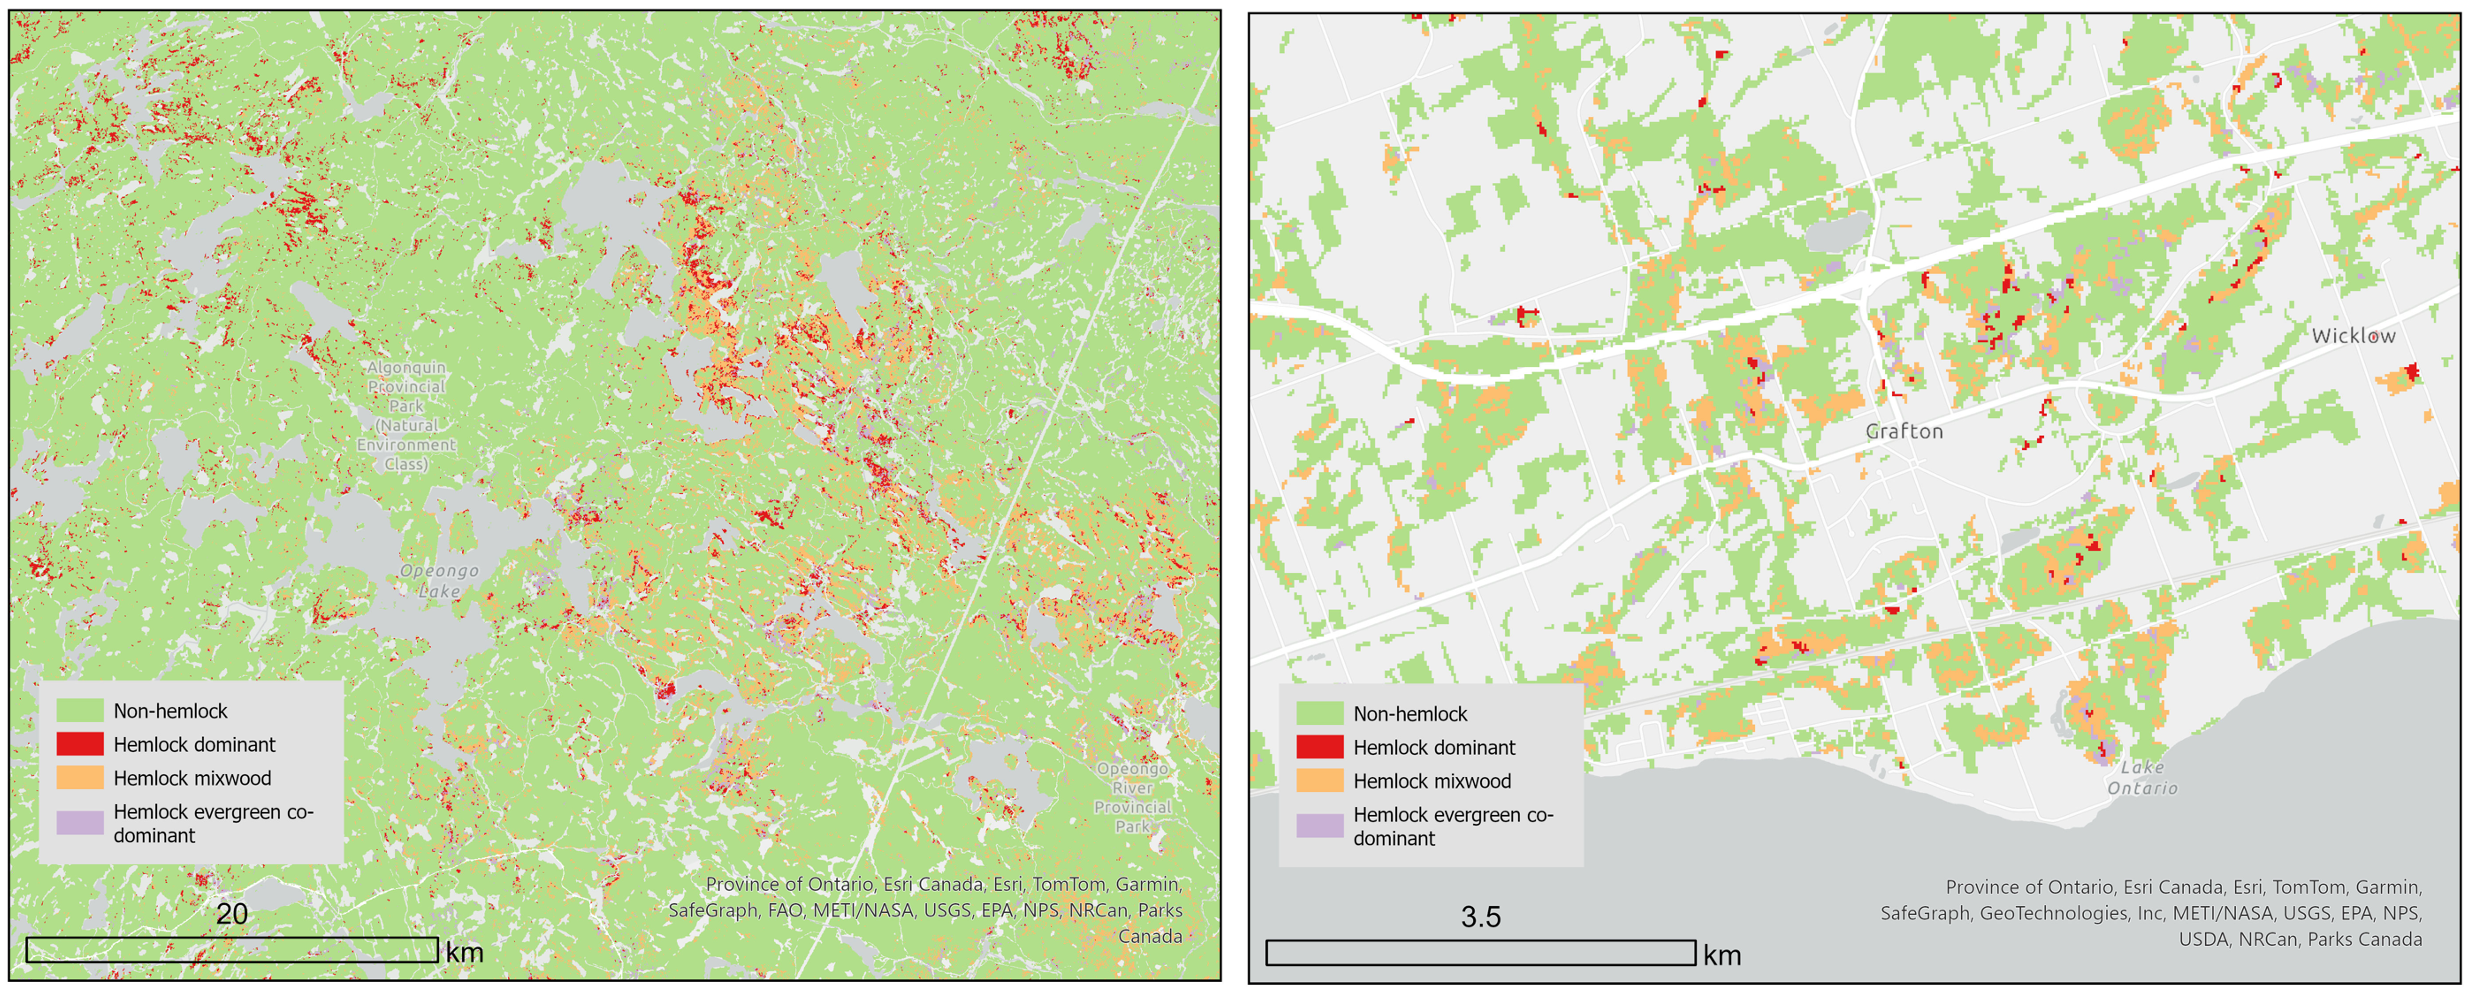 Algonquin
Provincial
Park
(Natural
Environment
Class)
Opeongo
Lake
Opeongo
River
Provincial
Park
Non-hemlock
Hemlock dominant
Hemlock mixwood
Hemlock evergreen co-
dominant
Province of Ontario, Esri Canada, Esri, TomTom, Garmin,
SafeGraph, FAO, METI/NASA, USGS, EPA, NPS, NRCan, Parks
Canada
20
km
Wicklow
Grafton
Lake
Ontario
Non-hemlock
Hemlock dominant
Hemlock mixwood
Hemlock evergreen co-
dominant
Province of Ontario, Esri Canada, Esri, TomTom, Garmin,
SafeGraph, GeoTechnologies, Inc, METI/NASA, USGS, EPA, NPS,
USDA, NRCan, Parks Canada
3.5
km